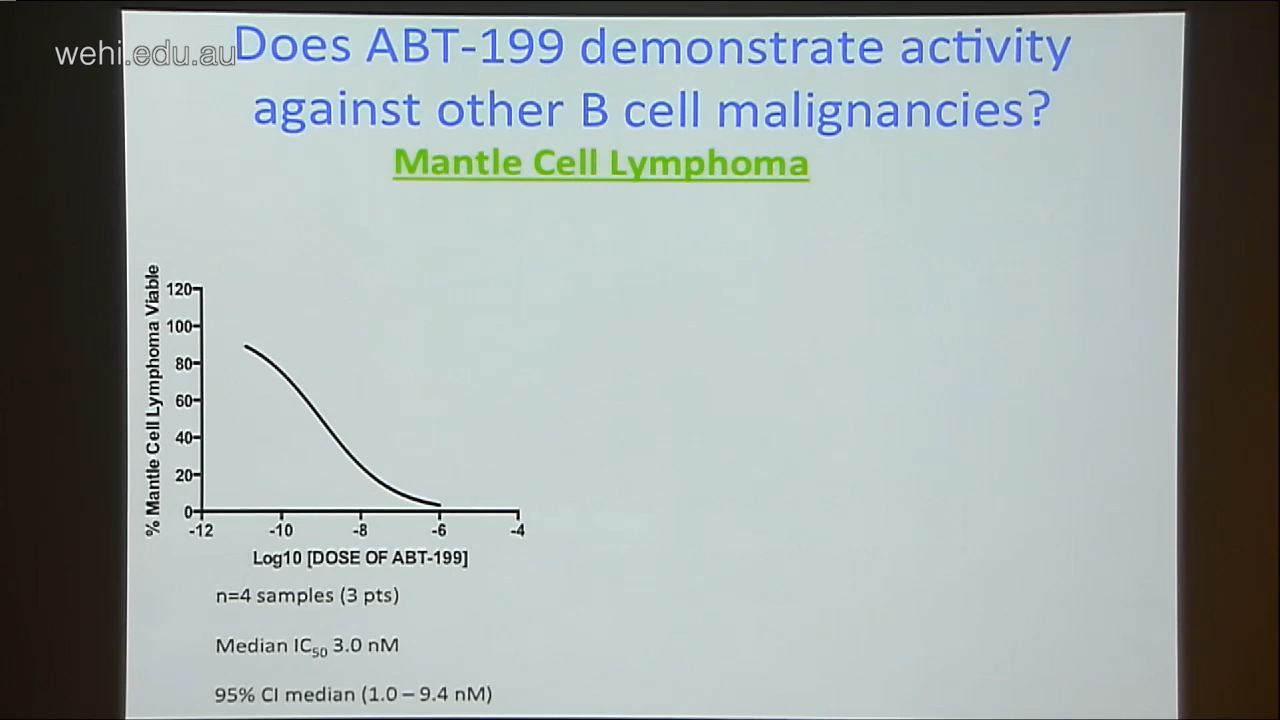 wehi.edu.au
Does ABT-199 demonstrate activity
against other B cell malignancies?
Mantle Cell Lymphoma
% Mantle Cell Lymphoma Viable
120
100
80
60
40
20
0
-12 -10 -8 -6 -4
Log10 [DOSE OF ABT-199]
n=4 samples (3 pts)
Median IC50 3.0 nM
95% CI median (1.0 – 9.4 nM)